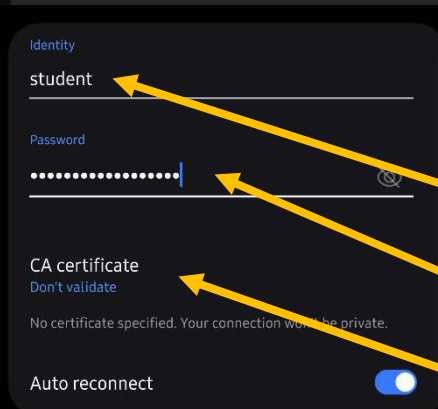 Identity
student
Password
••••••••••••••••••
CA certificate
Don't validate
No certificate specified. Your connection won't be private.
Auto reconnect